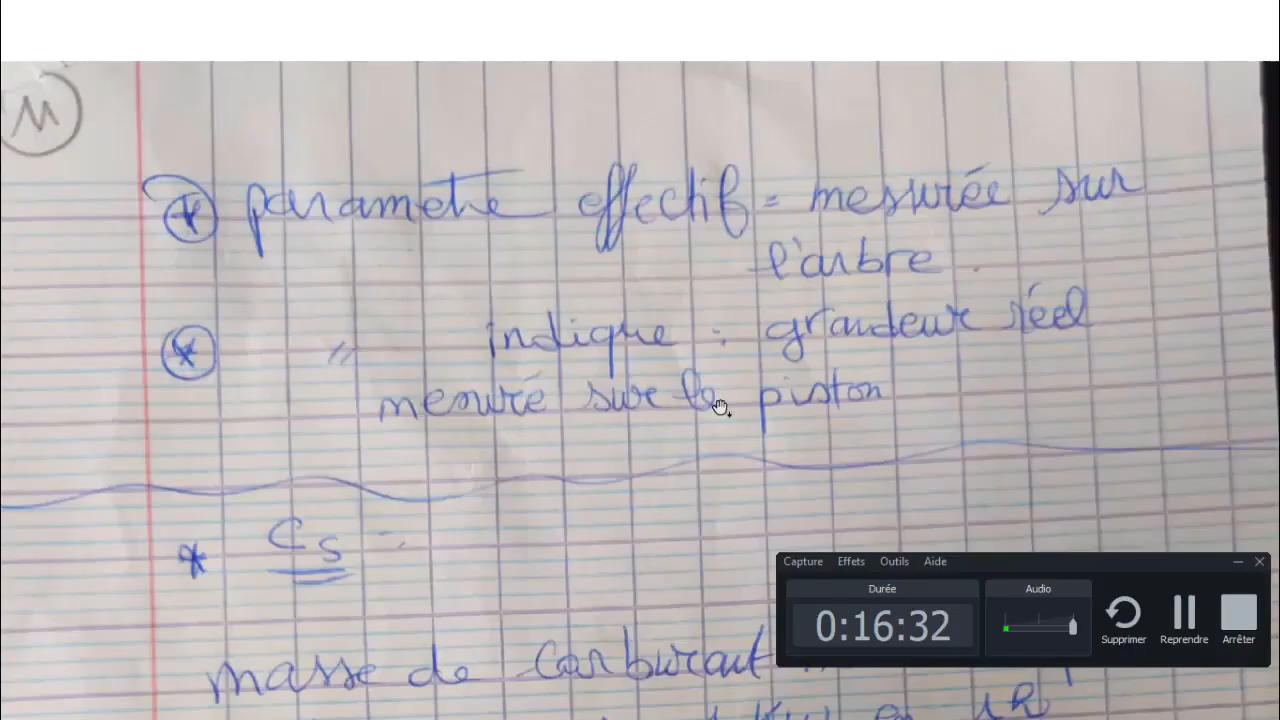 M
* parametre effectif = mesurée sur
l'arbre.
* " indique : grandeur réel
mesuré sur le piston
* Cs :
masse de Carburant
Capture Effets Outils Aide
Durée Audio
0:16:32
Supprimer Reprendre Arrêter